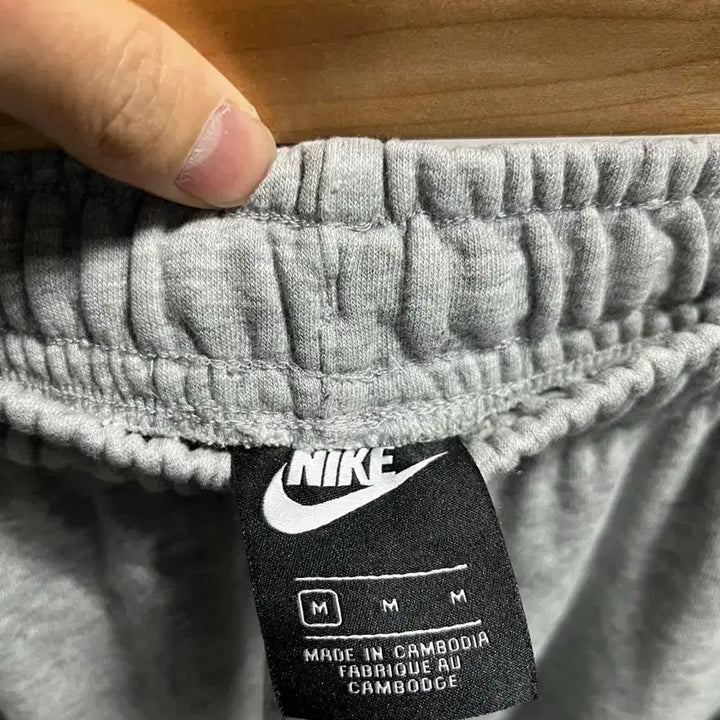 NIKE
M M M
MADE IN CAMBODIA
FABRIQUE AU
CAMBODGE